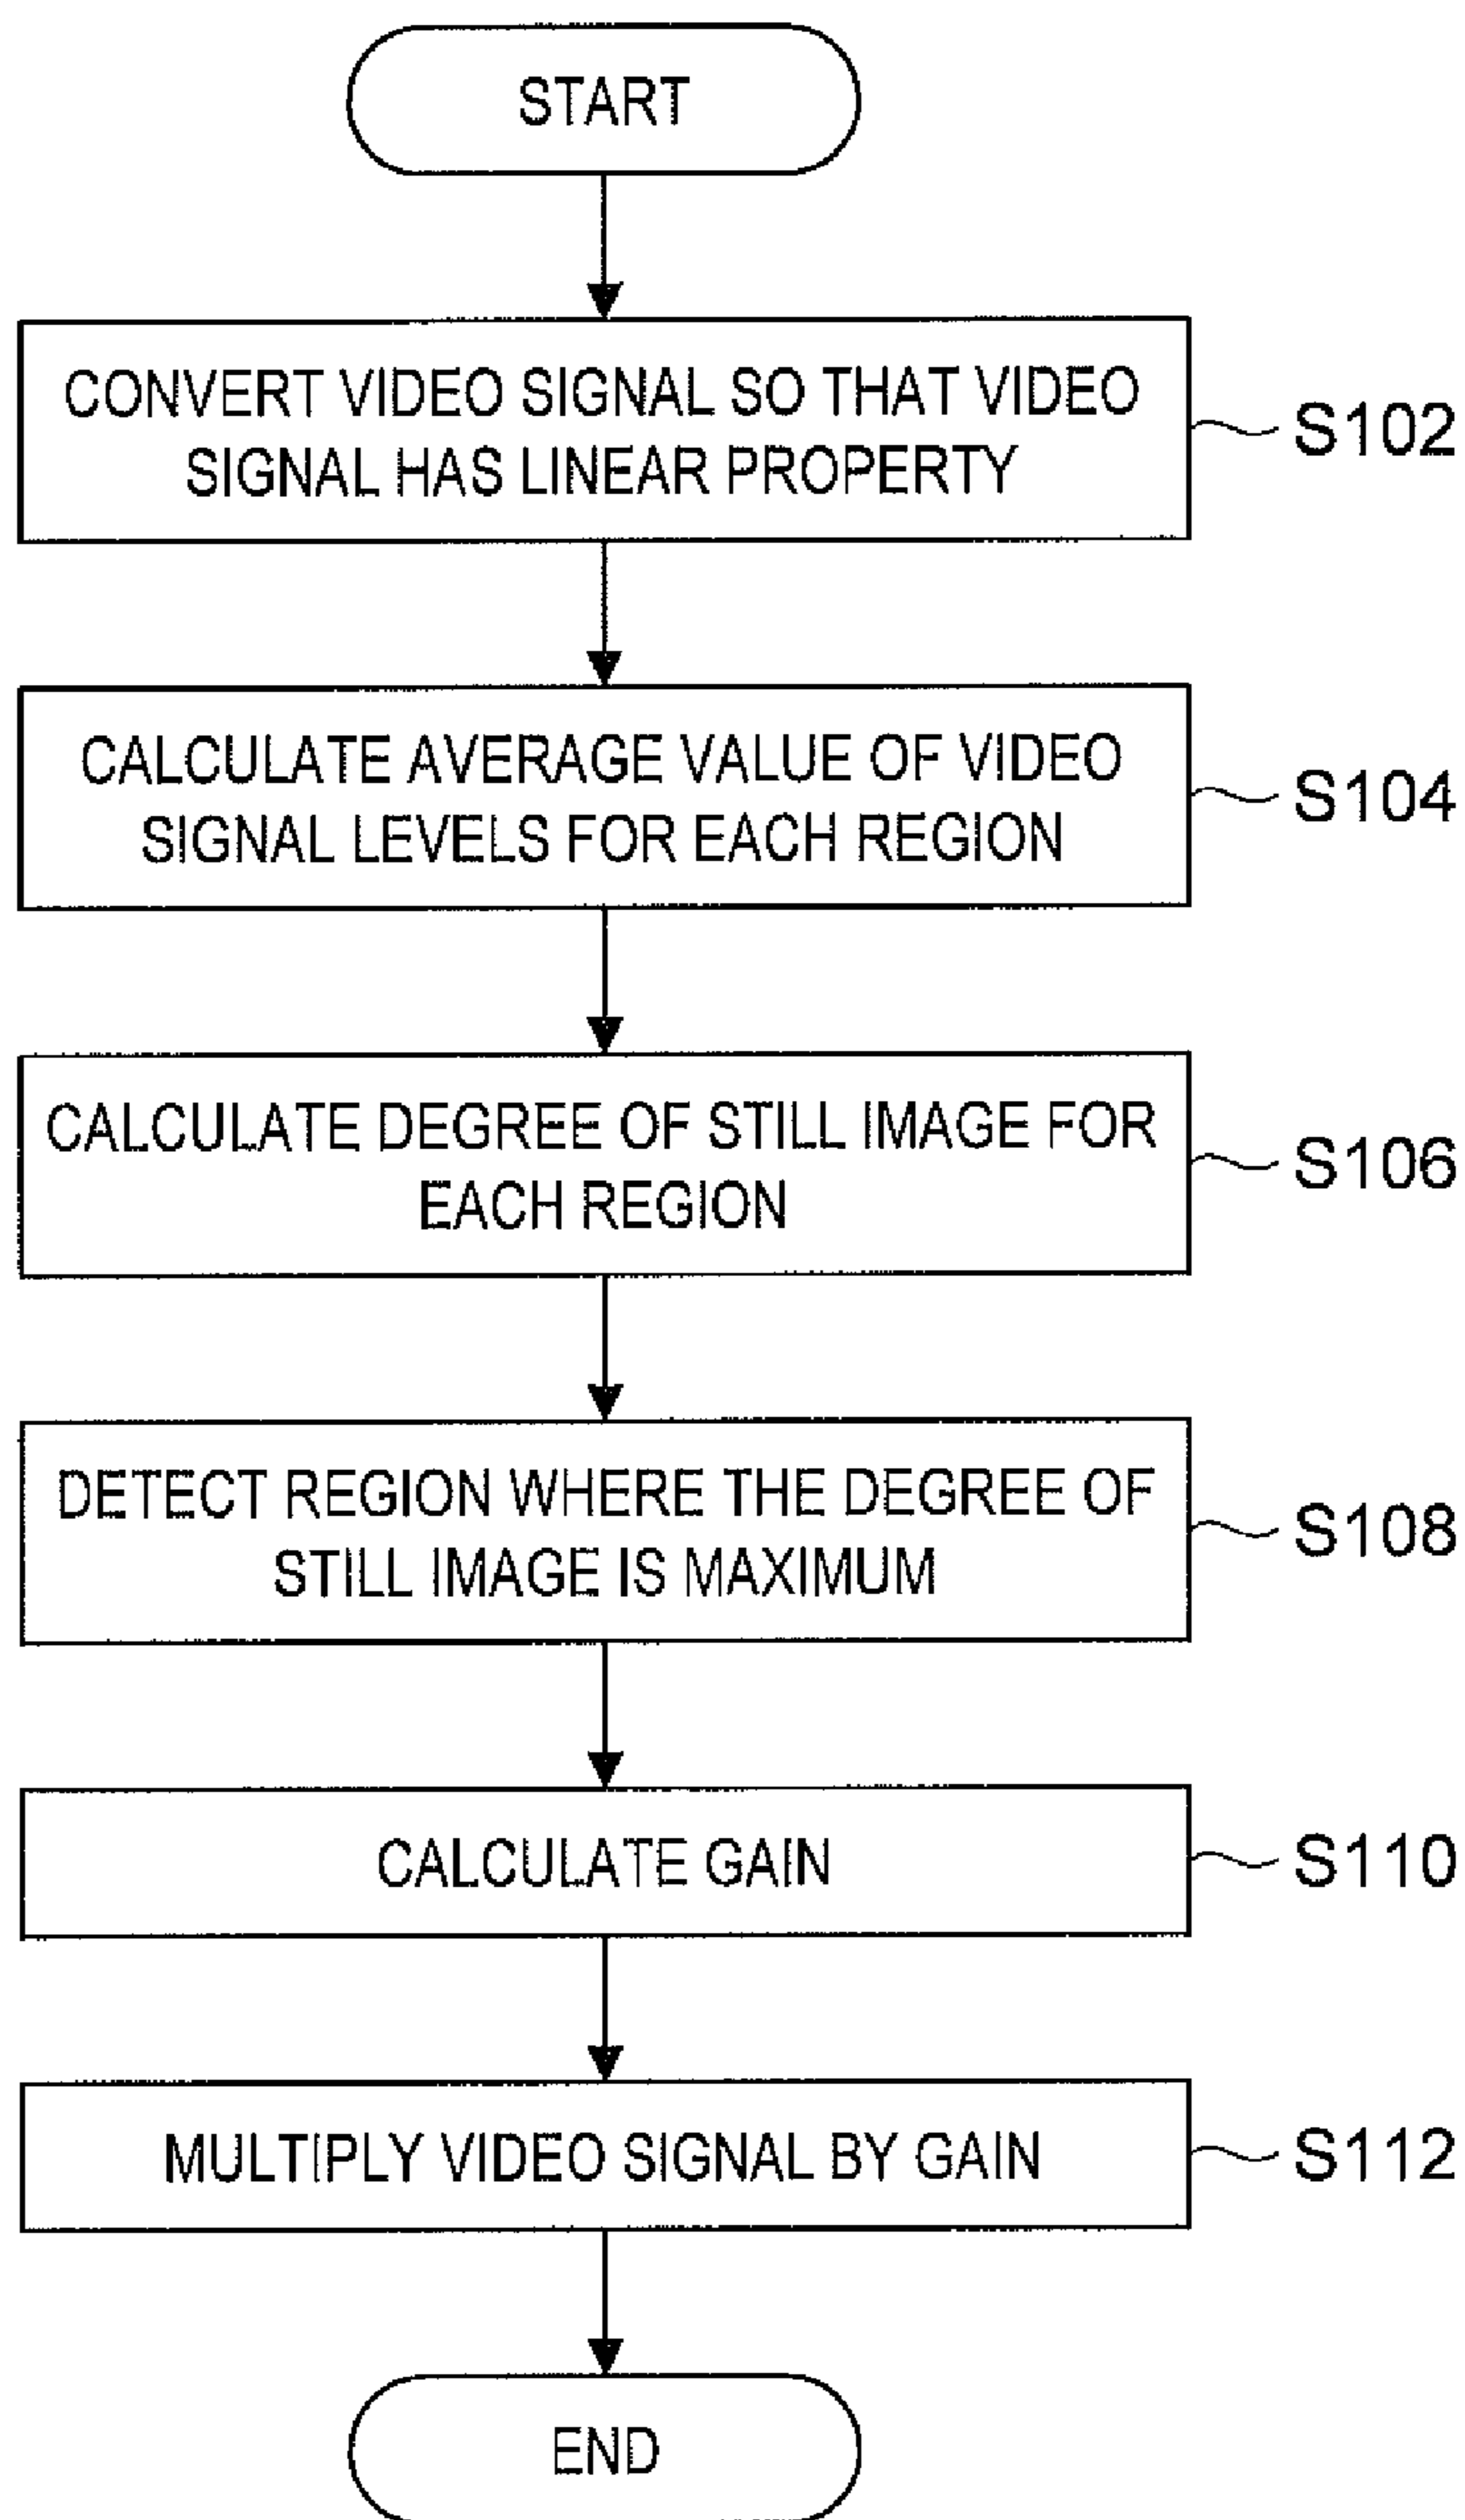 START
CONVERT VIDEO SIGNAL SO THAT VIDEO
SIGNAL HAS LINEAR PROPERTY
S102
CALCULATE AVERAGE VALUE OF VIDEO
SIGNAL LEVELS FOR EACH REGION
S104
CALCULATE DEGREE OF STILL IMAGE FOR
EACH REGION
S106
DETECT REGION WHERE THE DEGREE OF
STILL IMAGE IS MAXIMUM
S108
CALCULATE GAIN
S110
MULTIPLY VIDEO SIGNAL BY GAIN
S112
END